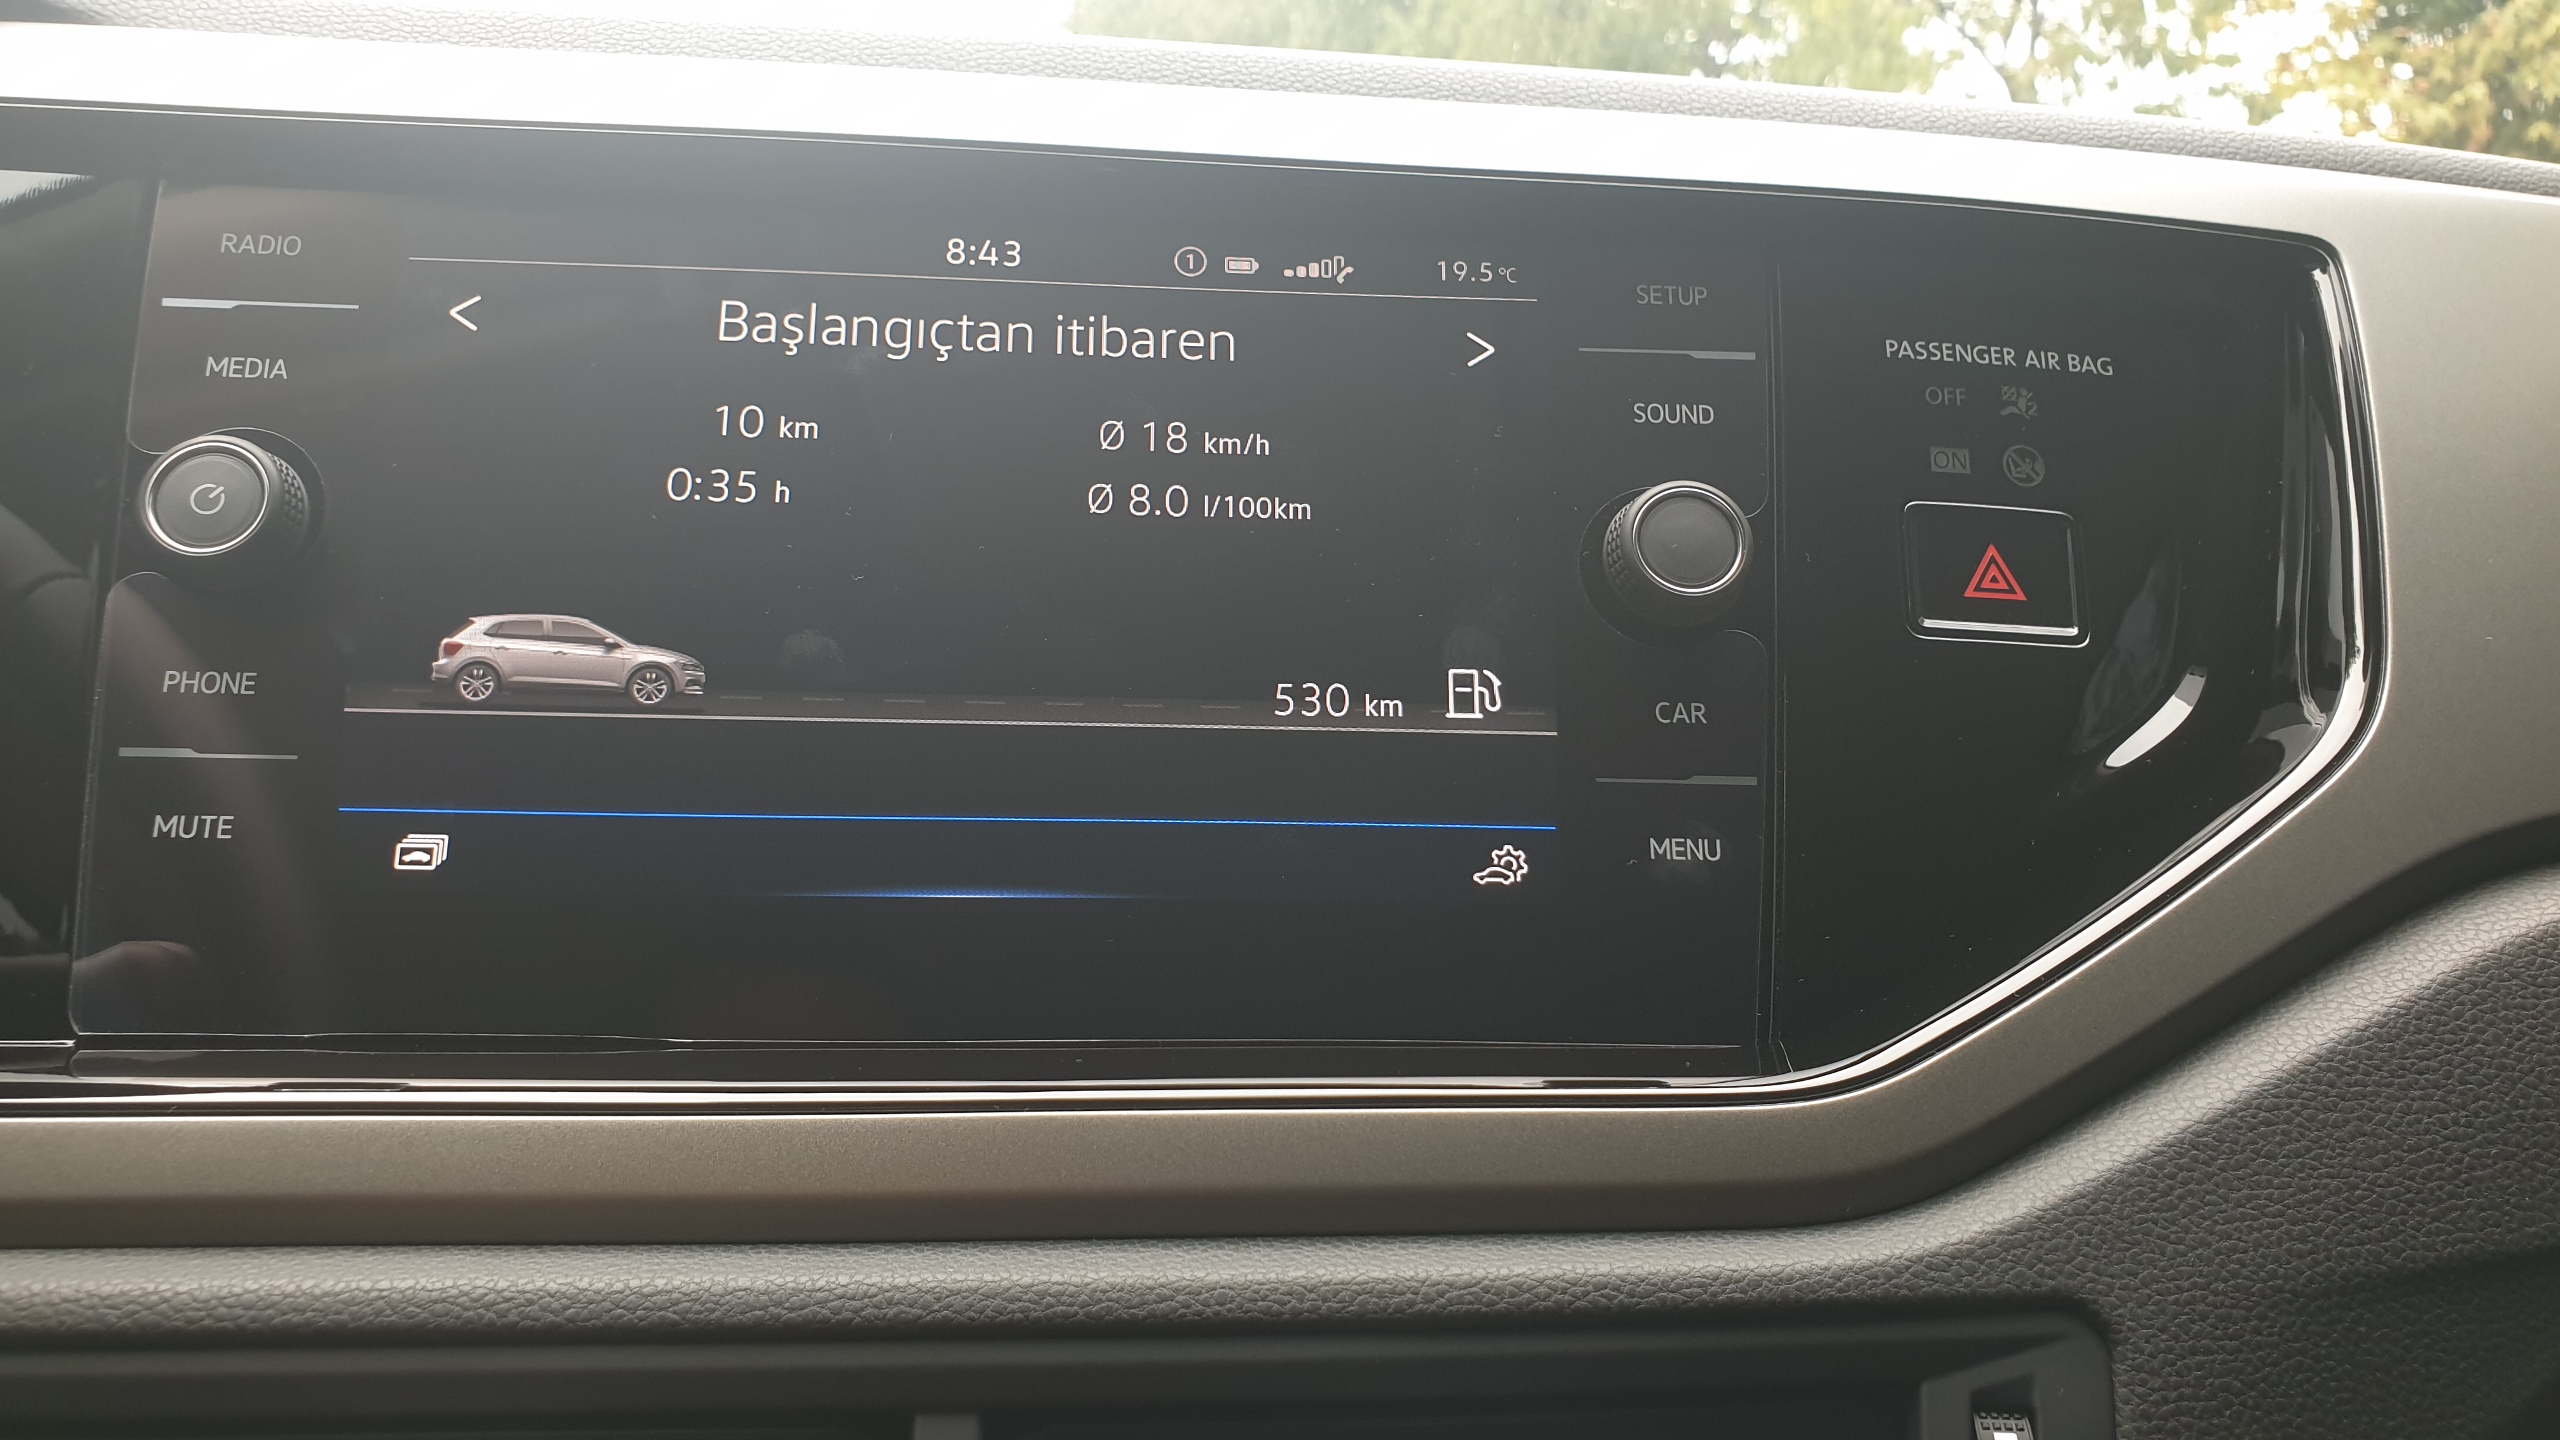 RADIO
MEDIA
PHONE
MUTE
8:43
1
19.5 °C
< Başlangıçtan itibaren >
10 km
Ø 18 km/h
0:35 h
Ø 8.0 l/100km
530 km
SETUP
SOUND
CAR
MENU
PASSENGER AIR BAG
OFF
ON